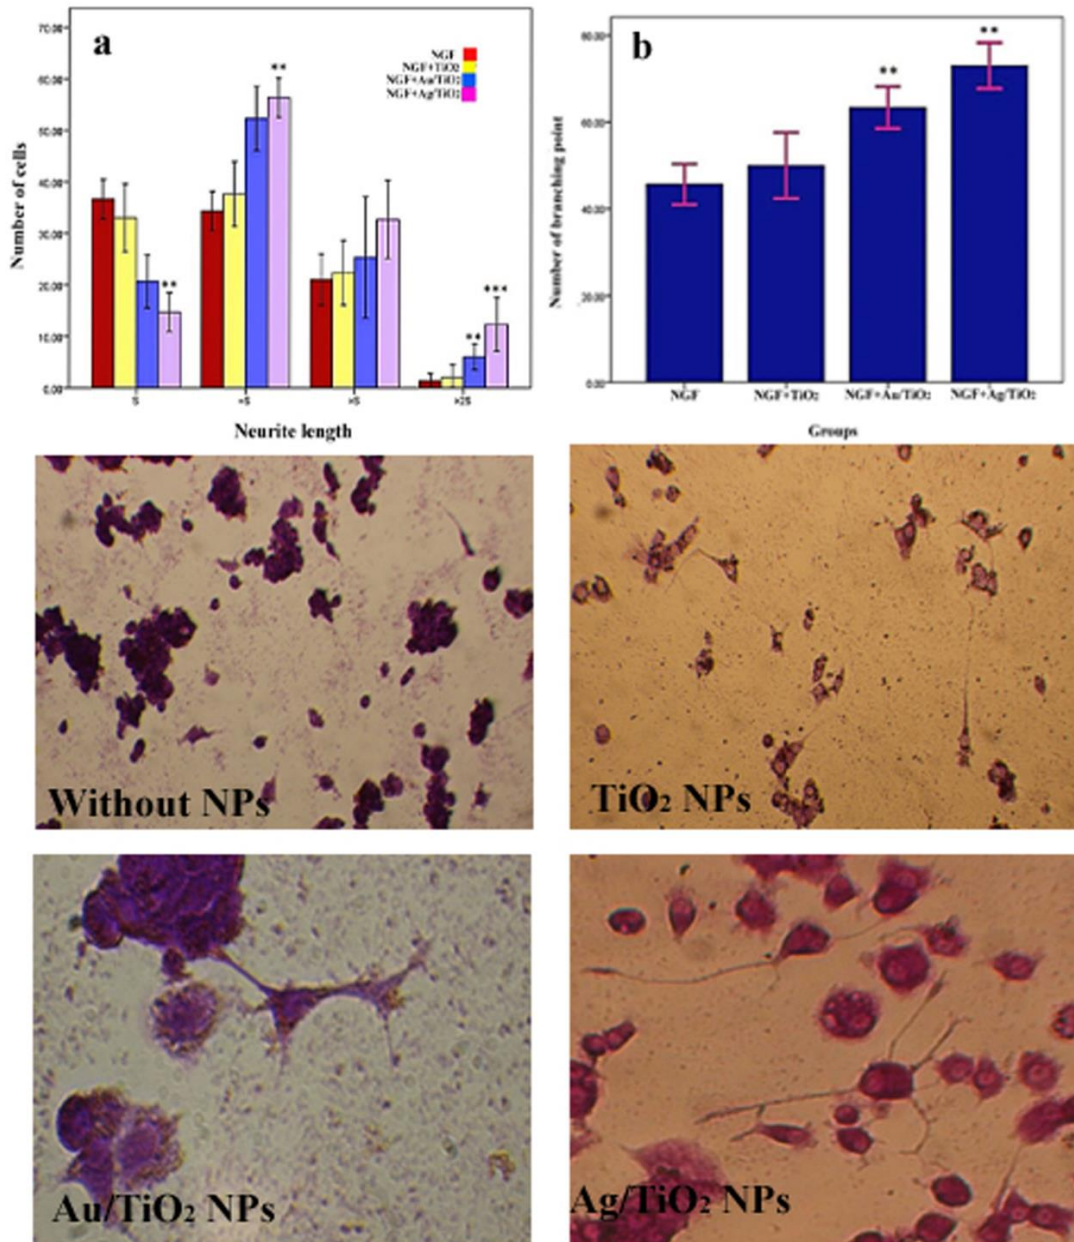 a
NGF
NGF+TiO2
NGF+Au/TiO2
NGF+Ag/TiO2
**
**
**
***
Number of cells
70.00
60.00
50.00
40.00
30.00
20.00
10.00
0.00
Neurite length
b
**
**
Number of branching point
80.00
60.00
40.00
20.00
0.00
NGF
NGF+TiO2
NGF+Au/TiO2
NGF+Ag/TiO2
Groups
Without NPs
TiO2 NPs
Au/TiO2 NPs
Ag/TiO2 NPs